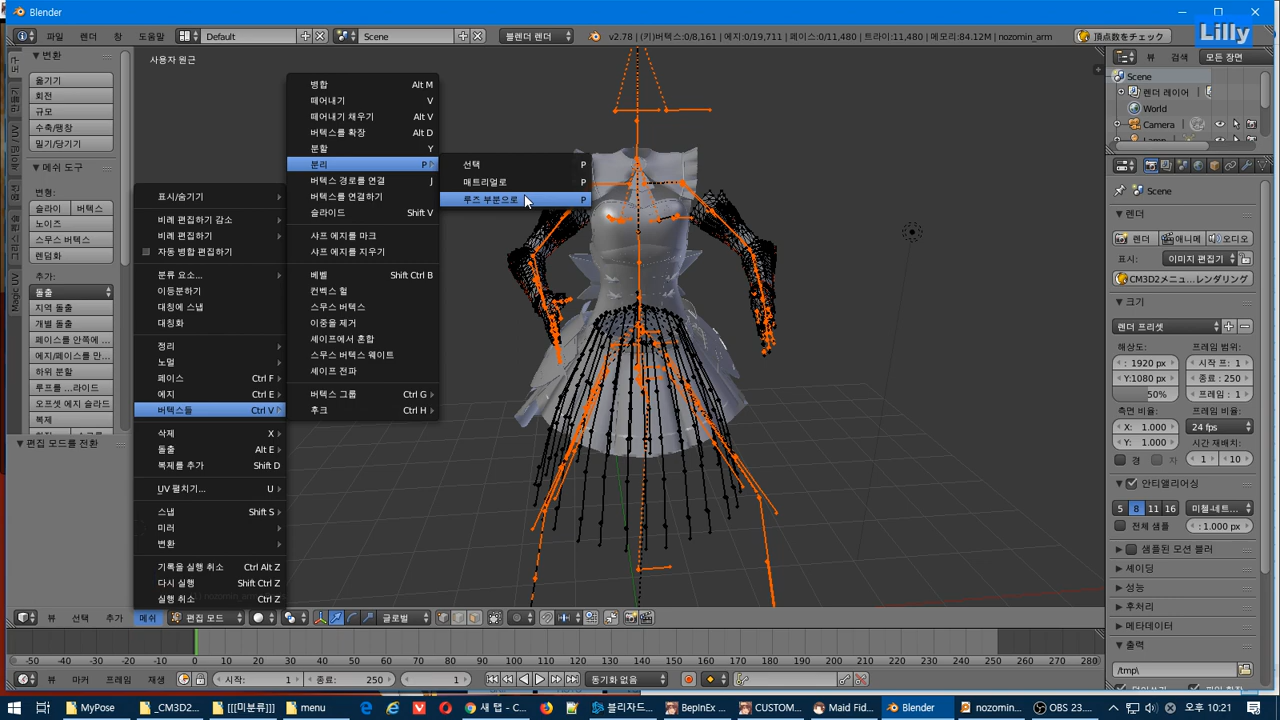 Blender
Lilly
파일
렌더
창
도움말
Default
Scene
블렌더 렌더
v2.78 | (키)버텍스:0/8,161 | 에지:0/19,711 | 페이스:0/11,480 | 트라이:11,480 | 메모리:84.12M | nozomin_arm
頂点数をチェック
변환
옮기기
회전
규모
수축/팽창
밀기/당기기
메쉬 도구
변형:
슬라이
버텍스
노이즈
스무스 버텍스
렌덤화
추가:
돌출
지역 돌출
개별 돌출
페이스를 안쪽에 ...
에지/페이스를 만...
하위 분할
루프를 ...라이드
오프셋 에지 슬라드
복제
편집 모드를 전환
Magic UV
사용자 원근
표시/숨기기
비례 편집하기 감소
비례 편집하기
자동 병합 편집하기
분류 요소...
이등분하기
대칭에 스냅
대칭화
정리
노멀
페이스 Ctrl F
에지 Ctrl E
버텍스들 Ctrl V
삭제 X
돌출 Alt E
복제를 추가 Shift D
UV 펼치기... U
스냅 Shift S
미러
변환
기록을 실행 취소 Ctrl Alt Z
다시 실행 Shift Ctrl Z
실행 취소 Ctrl Z
병합 Alt M
떼어내기 V
떼어내기 채우기 Alt V
버텍스를 확장 Alt D
분할 Y
분리 P
버텍스 경로를 연결 J
버텍스를 연결하기
슬라이드 Shift V
샤프 에지를 마크
샤프 에지를 지우기
베벨 Shift Ctrl B
컨벡스 헐
스무스 버텍스
이중을 제거
셰이프에서 혼합
스무스 버텍스 웨이트
셰이프 전파
버텍스 그룹 Ctrl G
후크 Ctrl H
선택 P
매트리얼로 P
루즈 부분으로 P
뷰
검색
모든 장면
Scene
렌더 레이어
World
Camera
Scene
렌더
렌더
애니메
오디오
표시:
이미지 편집기
CM3D2メニュ...レンダリング
크기
렌더 프리셋
해상도:
프레임 범위:
: 1920 px
시작 프: 1
Y:1080 px
종료 : 250
50%
프레임 : 1
측면 비율:
프레임 비율:
X: 1.000
24 fps
Y: 1.000
시간 재배치:
: 1
: 10
경
자
안티앨리어싱
5 8 11 16
미첼-네트...
전체 샘플
: 1.000 px
샘플된 모션 블러
셰이딩
성능
후처리
메타데이터
출력
/tmp\
뷰
선택
추가
메쉬
편집 모드
글로벌
-50 -40 -30 -20 -10 0 10 20 30 40 50 60 70 80 90 100 110 120 130 140 150 160 170 180 190 200 210 220 230 240 250 260 270 280
뷰
마커
프레임
재생
시작: 1
종료: 250
1
동기화 없음
MyPose
_CM3D2...
[[[미분류]]]
menu
새 탭 - C...
블리자드...
BepInEx ...
CUSTOM...
Maid Fid...
Blender
nozomin...
OBS 23....
오후 10:21